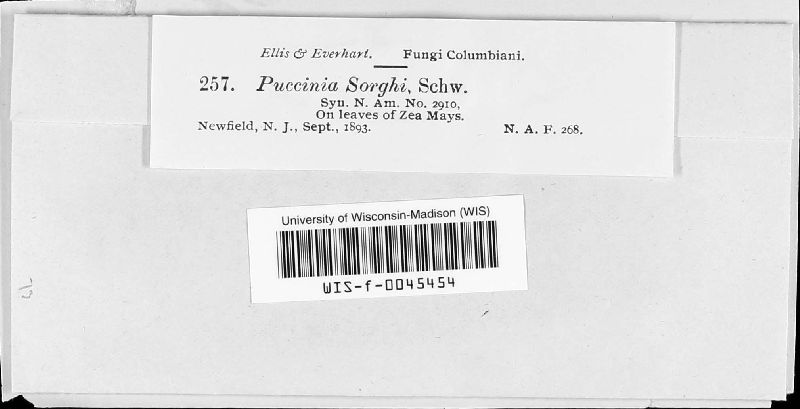 Ellis & Everhart. Fungi Columbiani.
257. Puccinia Sorghi, Schw.
Syn. N. Am. No. 2910,
On leaves of Zea Mays.
Newfield, N. J., Sept., 1893. N. A. F. 268.
University of Wisconsin-Madison (WIS)
WIS-f-0045454